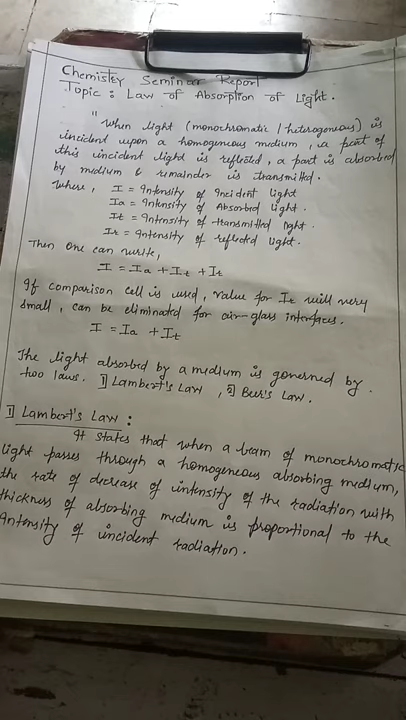 Chemistry Seminar Report
Topic : Law of Absorption of Light.
"When light (monochromatic / heterogeneous) is
incident upon a homogeneous medium, a part of
this incident light is reflected, a part is absorbed
by medium & remainder is transmitted.
Where, I = Intensity of Incident light
Ia = Intensity of Absorbed light.
It = Intensity of transmitted light.
Ir = Intensity of reflected light.
Then one can write,
I = Ia + It + Ir
If comparison cell is used, value for Ir will very
small, can be eliminated for air-glass interfaces.
I = Ia + It
The light absorbed by a medium is governed by
two laws. 1] Lambert's Law, 2] Beer's Law.
1] Lambert's Law :
It states that when a beam of monochromatic
light passes through a homogeneous absorbing medium,
the rate of decrease of intensity of the radiation with
thickness of absorbing medium is proportional to the
Intensity of incident radiation.